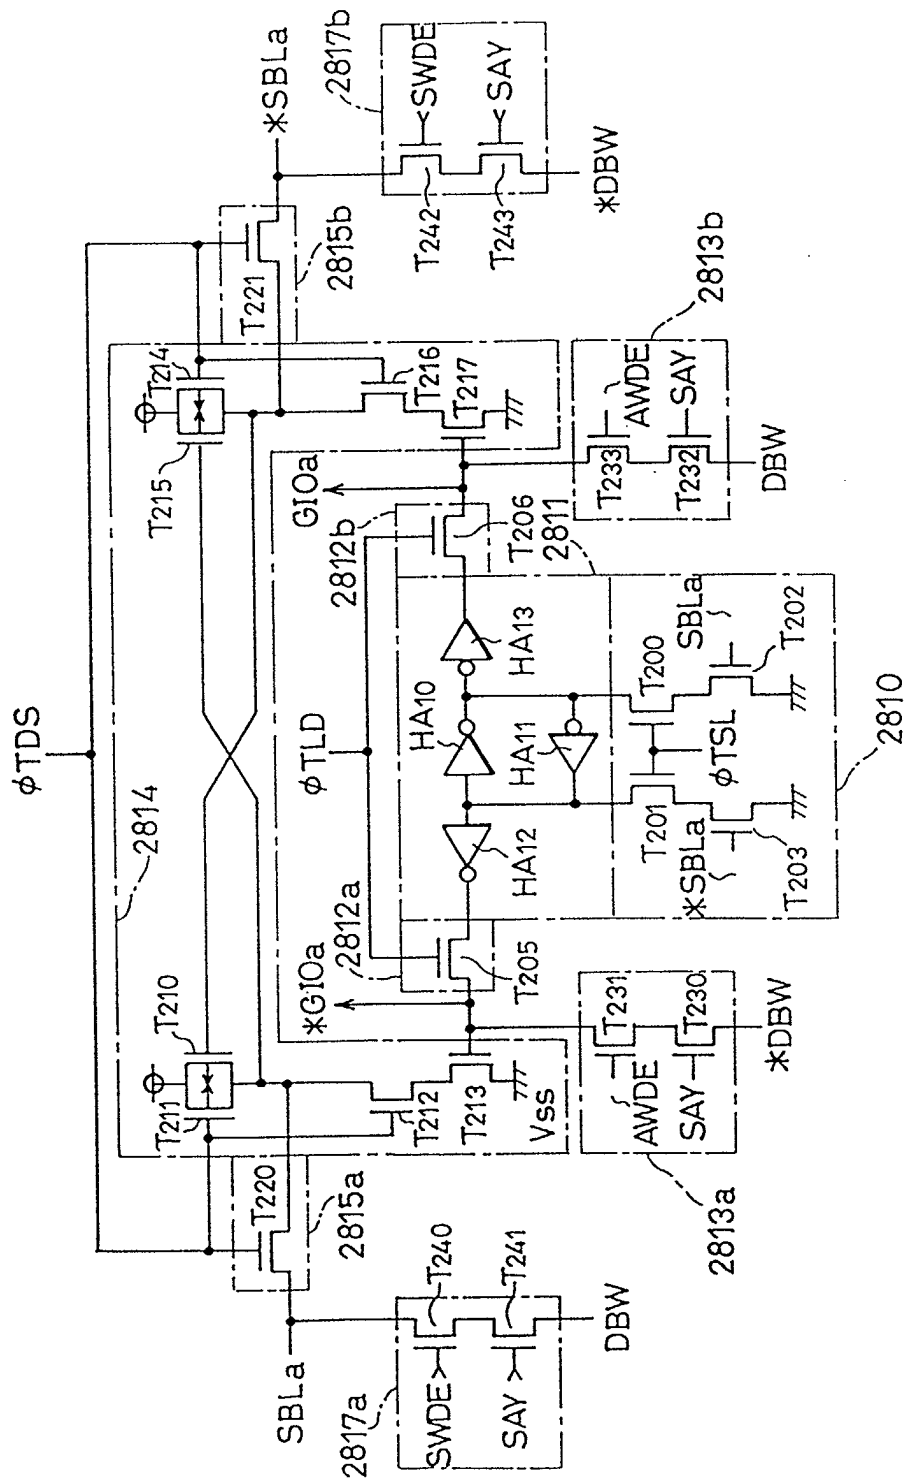 φTDS
2814
SBLa
T220
2815a
T211
T210
T212
T213
Vss
*GIOa
2812a
T205
φTLD
HA12
HA10
HA11
HA13
2812b
T206
2811
GIOa
T215
T214
T216
T217
T221
2815b
*SBLa
2817b
SWDE
T242
SAY
T243
*DBW
2817a
SWDE
T240
SAY
T241
DBW
2813a
AWDE
T231
SAY
T230
*DBW
*SBLa
T203
T201
φTSL
T200
SBLa
T202
2810
T233
AWDE
T232
SAY
DBW
2813b